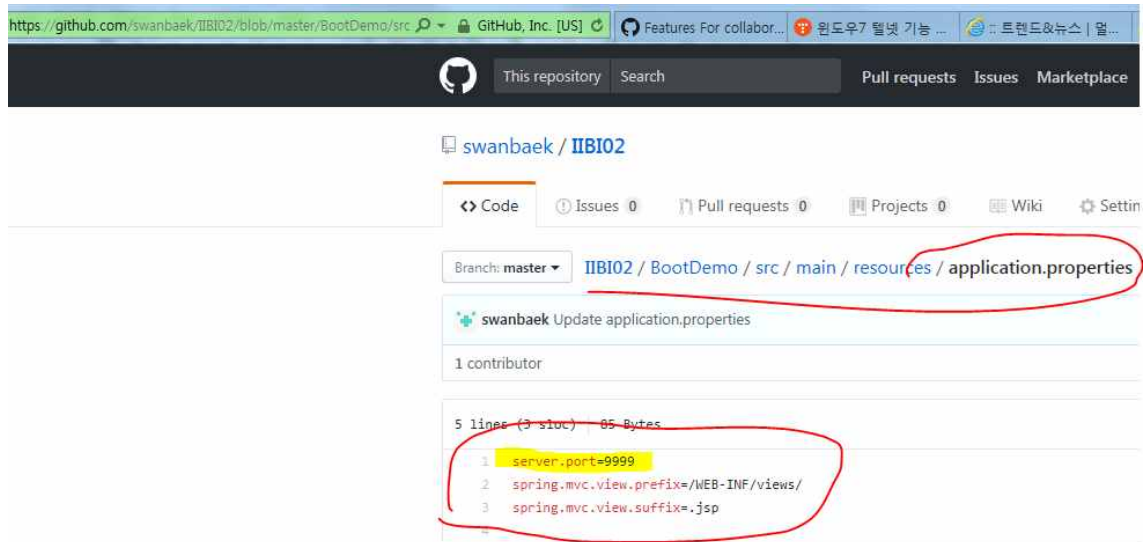 https://github.com/swanbaek/IIBI02/blob/master/BootDemo/src
GitHub, Inc. [US]
Features For collabor...
윈도우7 텔넷 기능 ...
:: 트렌드&뉴스 | 멀...
This repository
Search
Pull requests
Issues
Marketplace
swanbaek / IIBI02
<> Code
Issues 0
Pull requests 0
Projects 0
Wiki
Settin
Branch: master
IIBI02 / BootDemo / src / main / resources / application.properties
swanbaek Update application.properties
1 contributor
5 lines (3 sloc) 85 Bytes
1 server.port=9999
2 spring.mvc.view.prefix=/WEB-INF/views/
3 spring.mvc.view.suffix=.jsp
4